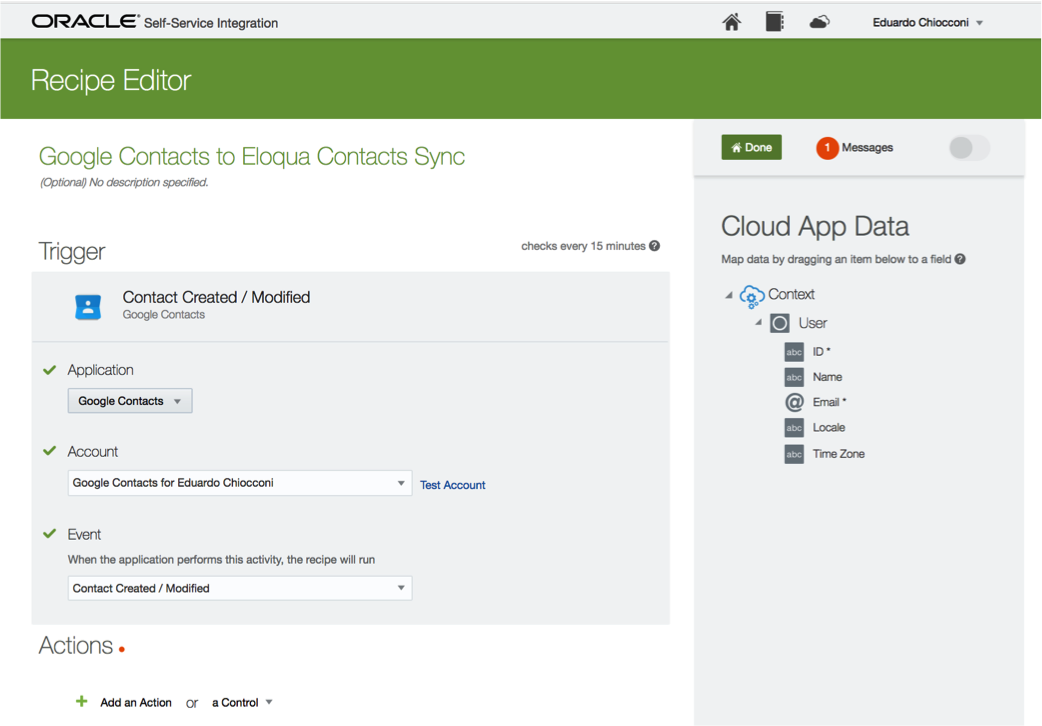 ORACLE® Self-Service Integration
Eduardo Chiocconi
Recipe Editor
Google Contacts to Eloqua Contacts Sync
(Optional) No description specified.
Done
1 Messages
Trigger
checks every 15 minutes ?
Contact Created / Modified
Google Contacts
Application
Google Contacts
Account
Google Contacts for Eduardo Chiocconi
Test Account
Event
When the application performs this activity, the recipe will run
Contact Created / Modified
Actions
Add an Action or a Control
Cloud App Data
Map data by dragging an item below to a field ?
Context
User
abc ID *
abc Name
@ Email *
abc Locale
abc Time Zone